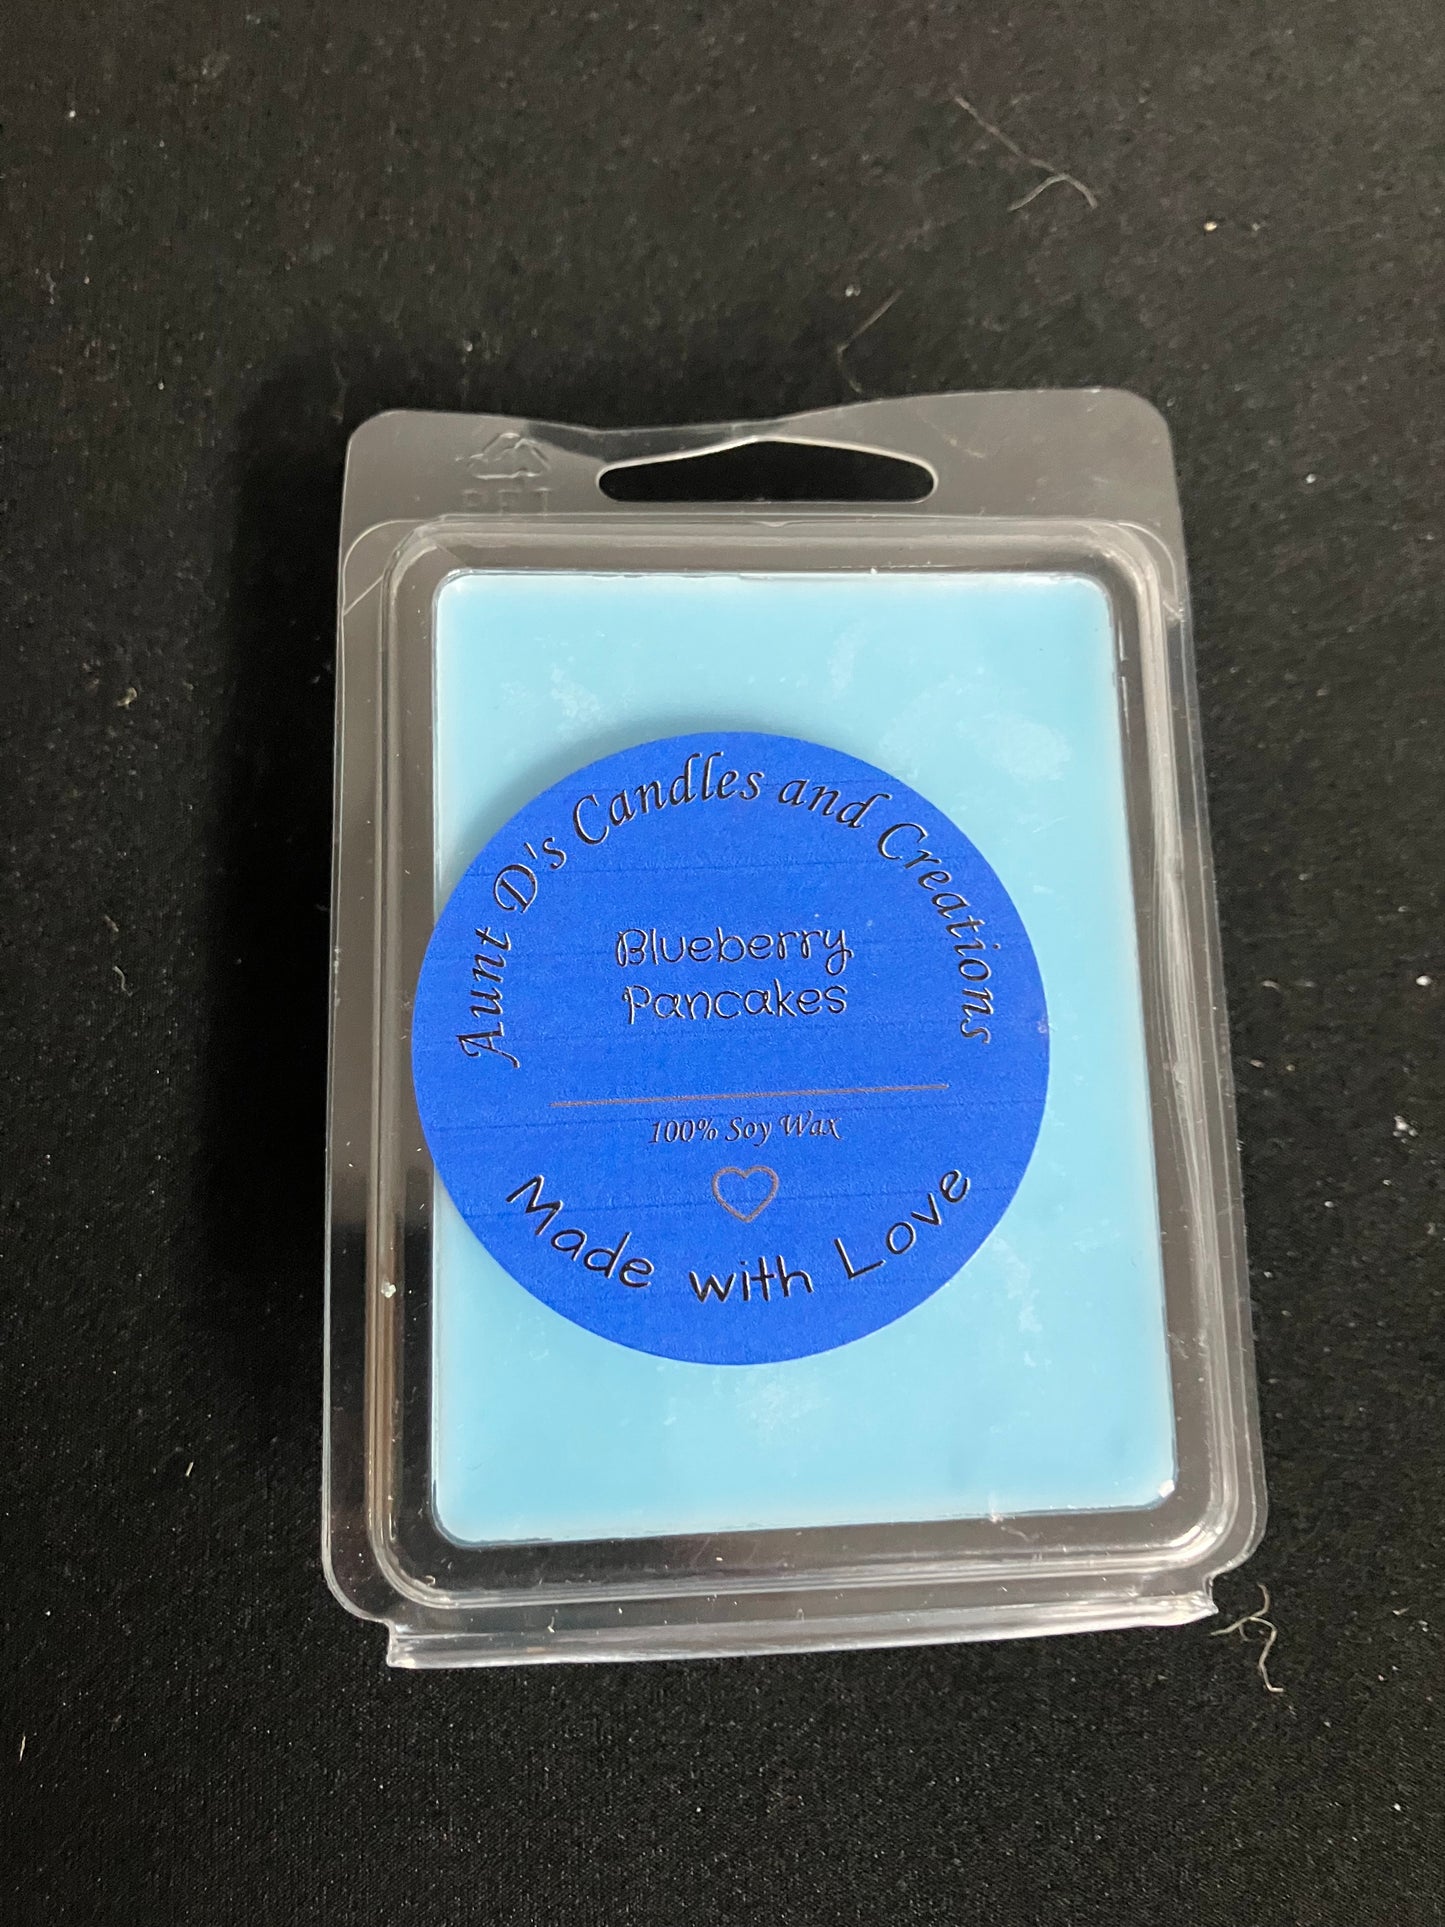 Aunt D's Candles and Creations
Blueberry
Pancakes
100% Soy Wax
Made with Love